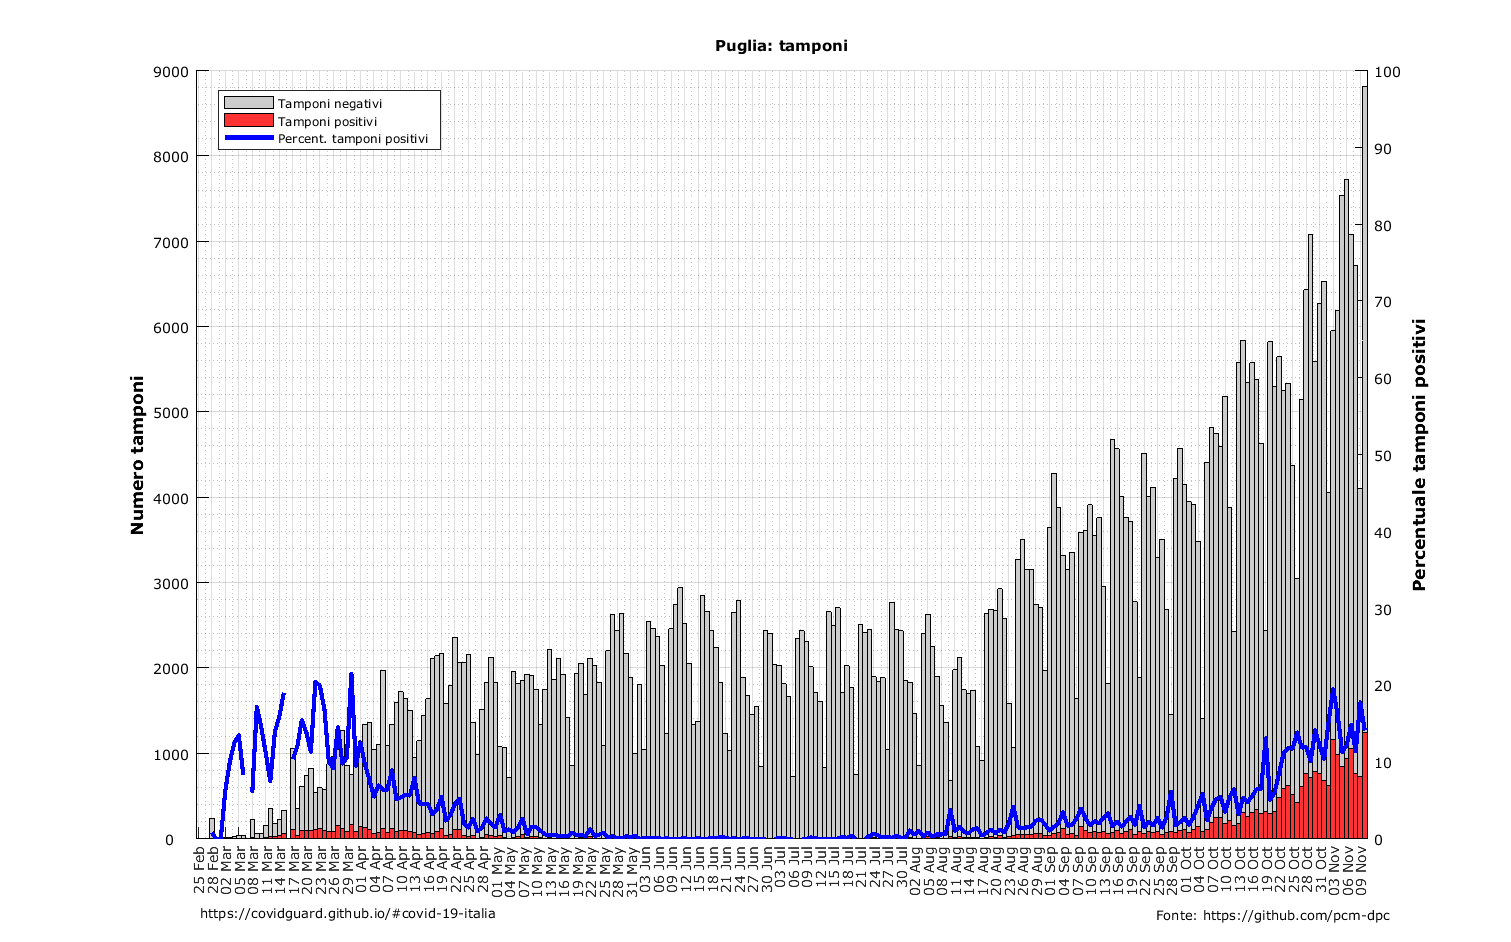 Puglia: tamponi
Tamponi negativi
Tamponi positivi
Percent. tamponi positivi
Numero tamponi
9000
8000
7000
6000
5000
4000
3000
2000
1000
0
Percentuale tamponi positivi
100
90
80
70
60
50
40
30
20
10
0
25 Feb
28 Feb
02 Mar
05 Mar
08 Mar
11 Mar
14 Mar
17 Mar
20 Mar
23 Mar
26 Mar
29 Mar
01 Apr
04 Apr
07 Apr
10 Apr
13 Apr
16 Apr
19 Apr
22 Apr
25 Apr
28 Apr
01 May
04 May
07 May
10 May
13 May
16 May
19 May
22 May
25 May
28 May
31 May
03 Jun
06 Jun
09 Jun
12 Jun
15 Jun
18 Jun
21 Jun
24 Jun
27 Jun
30 Jun
03 Jul
06 Jul
09 Jul
12 Jul
15 Jul
18 Jul
21 Jul
24 Jul
27 Jul
30 Jul
02 Aug
05 Aug
08 Aug
11 Aug
14 Aug
17 Aug
20 Aug
23 Aug
26 Aug
29 Aug
01 Sep
04 Sep
07 Sep
10 Sep
13 Sep
16 Sep
19 Sep
22 Sep
25 Sep
28 Sep
01 Oct
04 Oct
07 Oct
10 Oct
13 Oct
16 Oct
19 Oct
22 Oct
25 Oct
28 Oct
31 Oct
03 Nov
06 Nov
09 Nov
https://covidguard.github.io/#covid-19-italia
Fonte: https://github.com/pcm-dpc